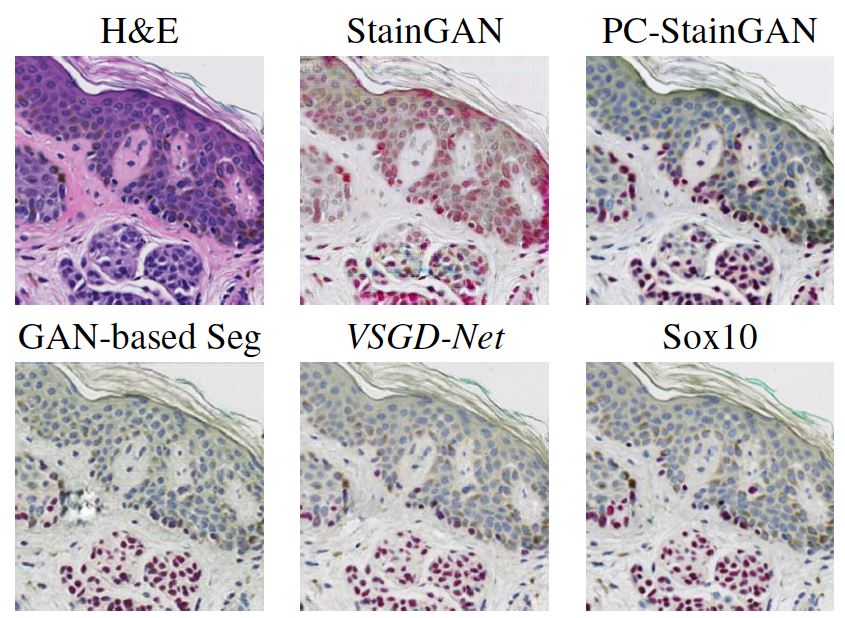 H&E
StainGAN
PC-StainGAN
GAN-based Seg
VSGD-Net
Sox10